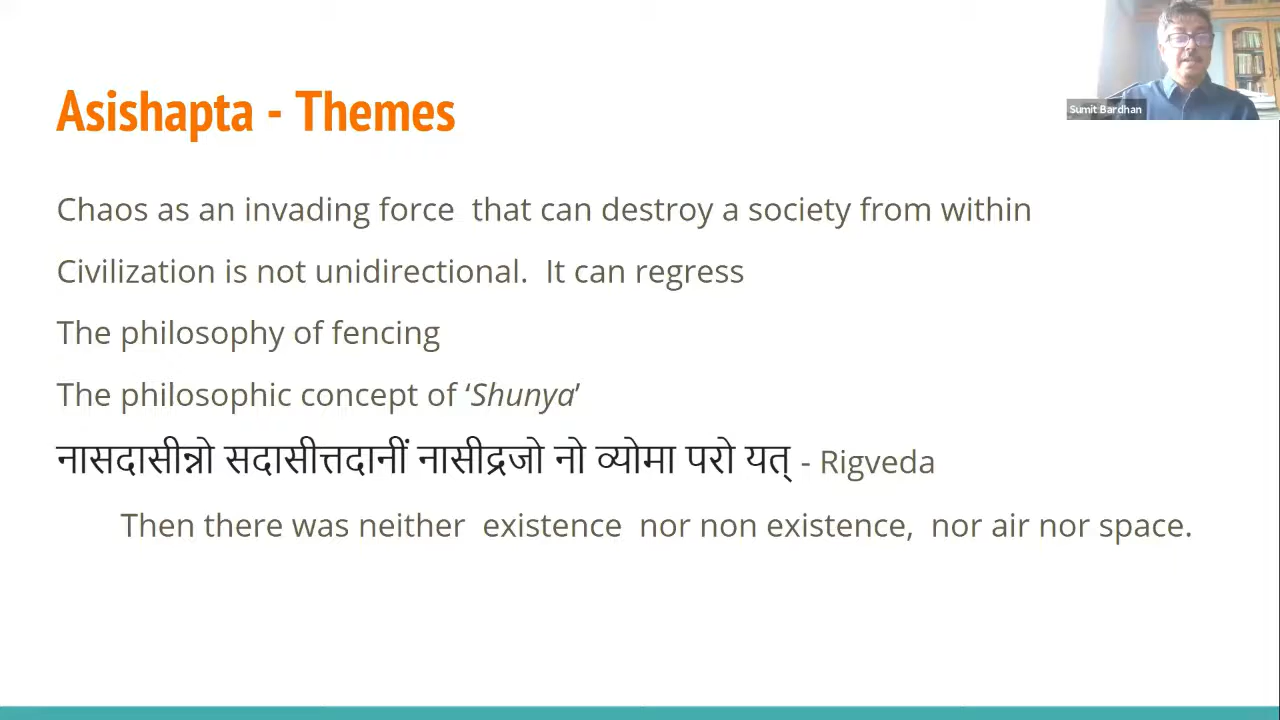 Asishapta - Themes
Sumit Bardhan
Chaos as an invading force that can destroy a society from within
Civilization is not unidirectional. It can regress
The philosophy of fencing
The philosophic concept of ‘Shunya’
नासदासीन्नो सदासीत्तदानीं नासीद्रजो नो व्योमा परो यत् - Rigveda
Then there was neither existence nor non existence, nor air nor space.